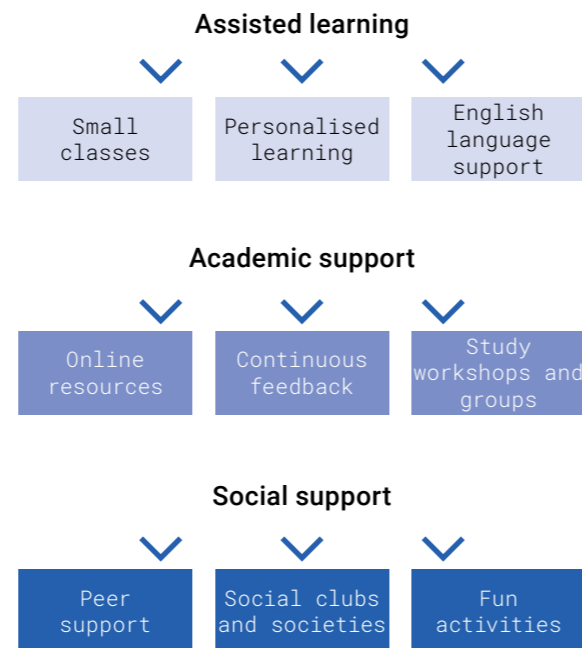 Assisted learning
Small
classes
Personalised
learning
English
language
support
Academic support
Online
resources
Continuous
feedback
Study
workshops and
groups
Social support
Peer
support
Social clubs
and societies
Fun
activities